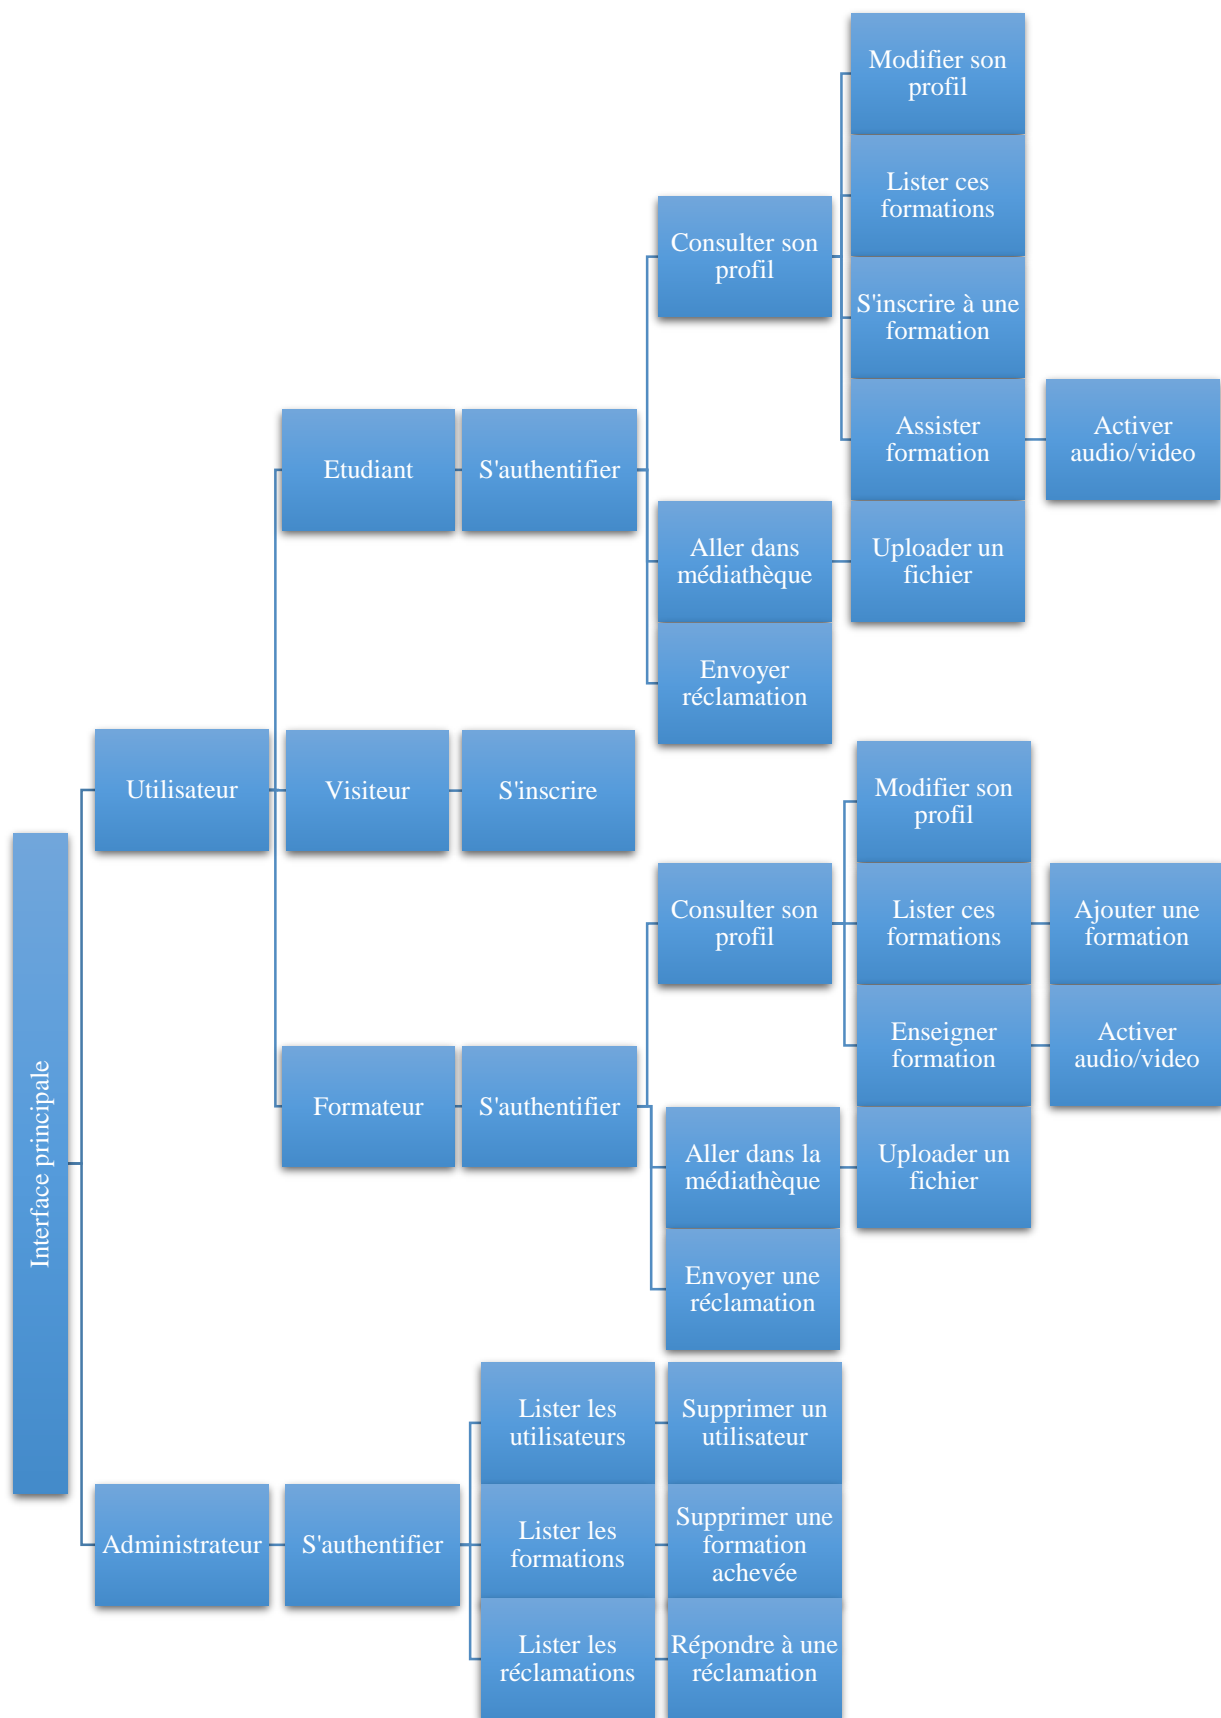 Interface principale
Utilisateur
Etudiant
S'authentifier
Consulter son
profil
Modifier son
profil
Lister ces
formations
S'inscrire à une
formation
Assister
formation
Activer
audio/video
Aller dans
médiathèque
Uploader un
fichier
Envoyer
réclamation
Visiteur
S'inscrire
Formateur
S'authentifier
Consulter son
profil
Modifier son
profil
Lister ces
formations
Ajouter une
formation
Enseigner
formation
Activer
audio/video
Aller dans la
médiathèque
Uploader un
fichier
Envoyer une
réclamation
Administrateur
S'authentifier
Lister les
utilisateurs
Supprimer un
utilisateur
Lister les
formations
Supprimer une
formation
achevée
Lister les
réclamations
Répondre à une
réclamation